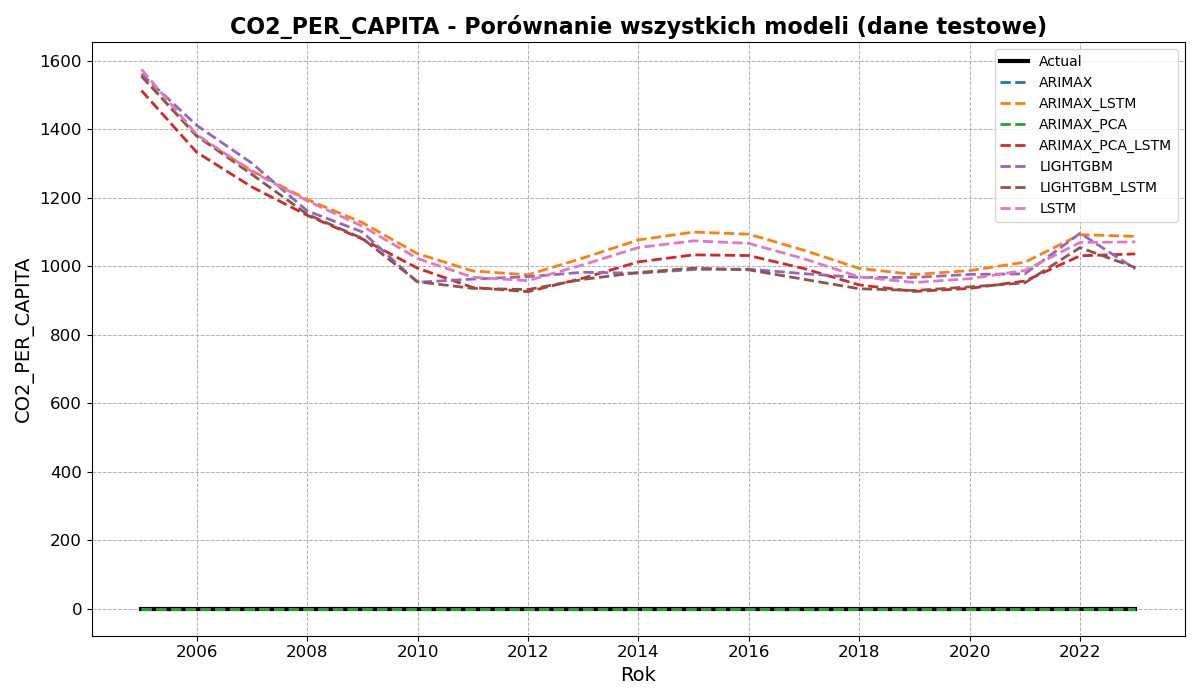 CO2_PER_CAPITA - Porównanie wszystkich modeli (dane testowe)
CO2_PER_CAPITA
1600
1400
1200
1000
800
600
400
200
0
Actual
ARIMAX
ARIMAX_LSTM
ARIMAX_PCA
ARIMAX_PCA_LSTM
LIGHTGBM
LIGHTGBM_LSTM
LSTM
2006 2008 2010 2012 2014 2016 2018 2020 2022
Rok